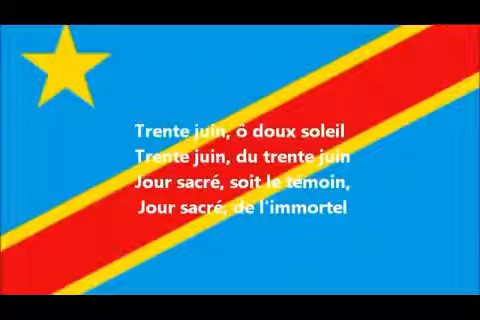 Trente juin, ô doux soleil
Trente juin, du trente juin
Jour sacré, soit le témoin,
Jour sacré, de l'immortel